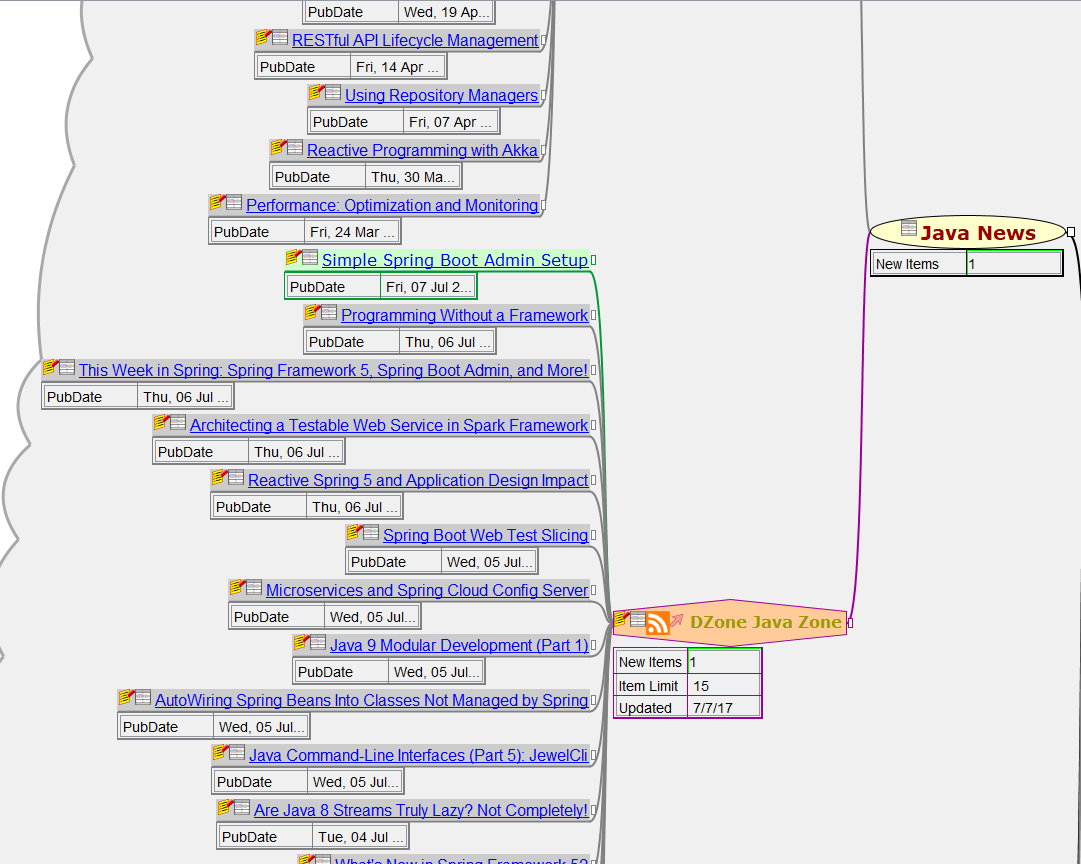 PubDate Wed, 19 Ap...
RESTful API Lifecycle Management
PubDate Fri, 14 Apr ...
Using Repository Managers
PubDate Fri, 07 Apr ...
Reactive Programming with Akka
PubDate Thu, 30 Ma...
Performance: Optimization and Monitoring
PubDate Fri, 24 Mar ...
Simple Spring Boot Admin Setup
PubDate Fri, 07 Jul 2...
Programming Without a Framework
PubDate Thu, 06 Jul ...
This Week in Spring: Spring Framework 5, Spring Boot Admin, and More!
PubDate Thu, 06 Jul ...
Architecting a Testable Web Service in Spark Framework
PubDate Thu, 06 Jul ...
Reactive Spring 5 and Application Design Impact
PubDate Thu, 06 Jul ...
Spring Boot Web Test Slicing
PubDate Wed, 05 Jul...
Microservices and Spring Cloud Config Server
PubDate Wed, 05 Jul...
Java 9 Modular Development (Part 1)
PubDate Wed, 05 Jul...
AutoWiring Spring Beans Into Classes Not Managed by Spring
PubDate Wed, 05 Jul...
Java Command-Line Interfaces (Part 5): JewelCli
PubDate Wed, 05 Jul...
Are Java 8 Streams Truly Lazy? Not Completely!
PubDate Tue, 04 Jul ...
What's New in Spring Framework 5?
Java News
New Items 1
DZone Java Zone
New Items 1
Item Limit 15
Updated 7/7/17